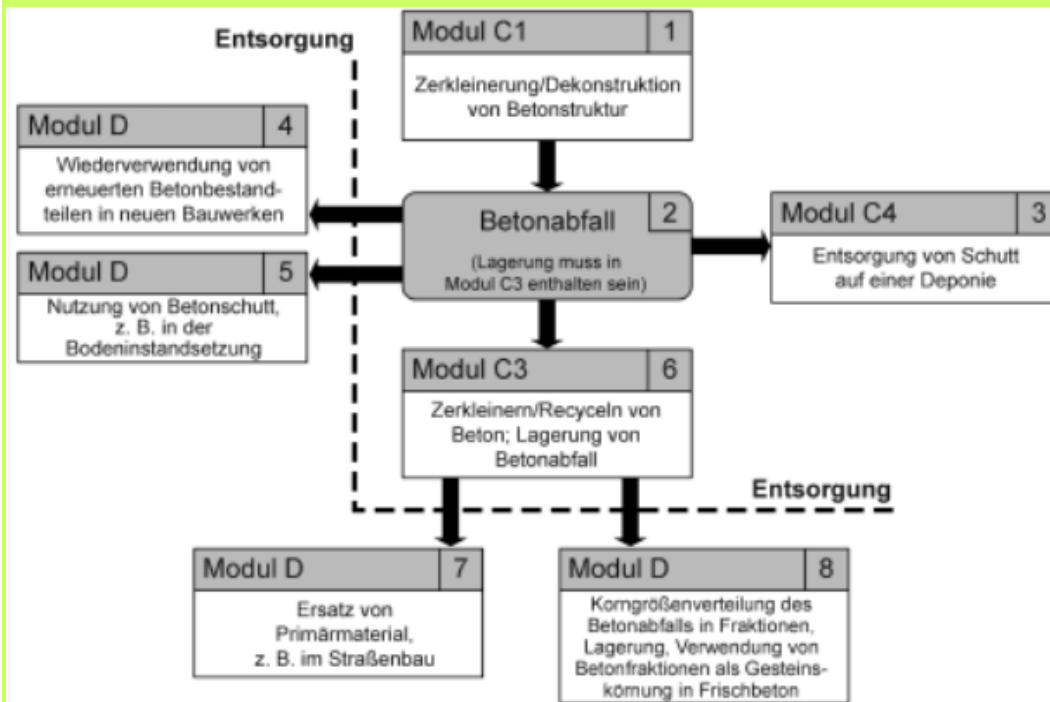 Entsorgung
Modul C1
1
Zerkleinerung/Dekonstruktion
von Betonstruktur
Modul D
4
Wiederverwendung von
erneuerten Betonbestand-
teilen in neuen Bauwerken
Betonabfall
2
(Lagerung muss in
Modul C3 enthalten sein)
Modul C4
3
Entsorgung von Schutt
auf einer Deponie
Modul D
5
Nutzung von Betonschutt,
z. B. in der
Bodeninstandsetzung
Modul C3
6
Zerkleinern/Recyceln von
Beton; Lagerung von
Betonabfall
Entsorgung
Modul D
7
Ersatz von
Primärmaterial,
z. B. im Straßenbau
Modul D
8
Korngrößenverteilung des
Betonabfalls in Fraktionen,
Lagerung, Verwendung von
Betonfraktionen als Gesteins-
körnung in Frischbeton